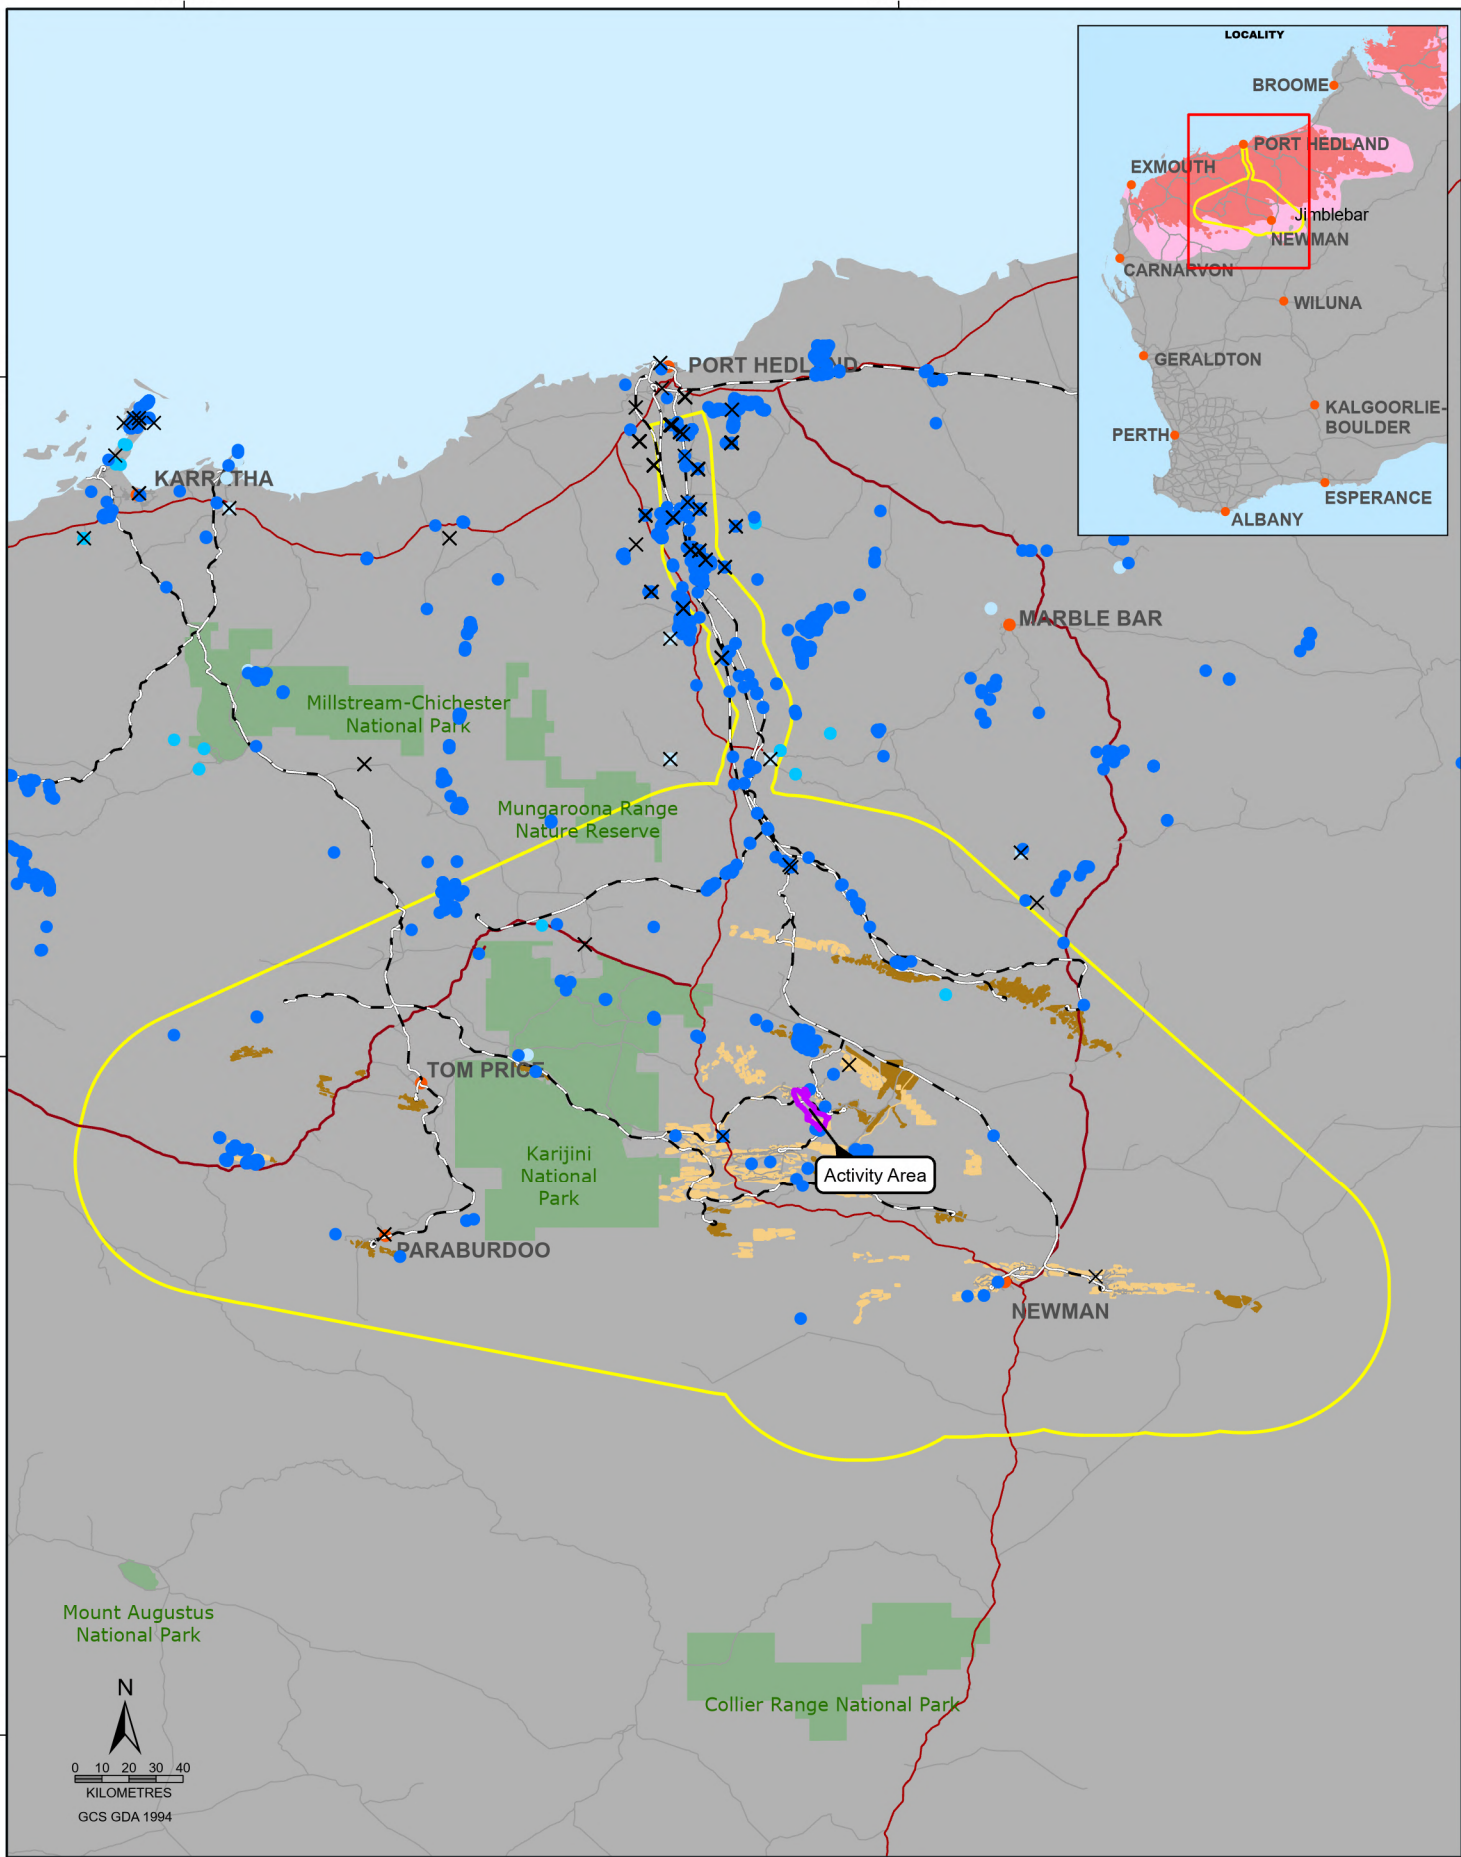 LOCALITY
BROOME
PORT HEDLAND
EXMOUTH
Jimblebar
NEWMAN
CARNARVON
WILUNA
GERALDTON
KALGOORLIE-
BOULDER
PERTH
ESPERANCE
ALBANY
PORT HEDLAND
KARRATHA
MARBLE BAR
Millstream-Chichester
National Park
Mungaroona Range
Nature Reserve
TOM PRICE
Karijini
National
Park
Activity Area
PARABURDOO
NEWMAN
Mount Augustus
National Park
Collier Range National Park
N
0 10 20 30 40
KILOMETRES
GCS GDA 1994